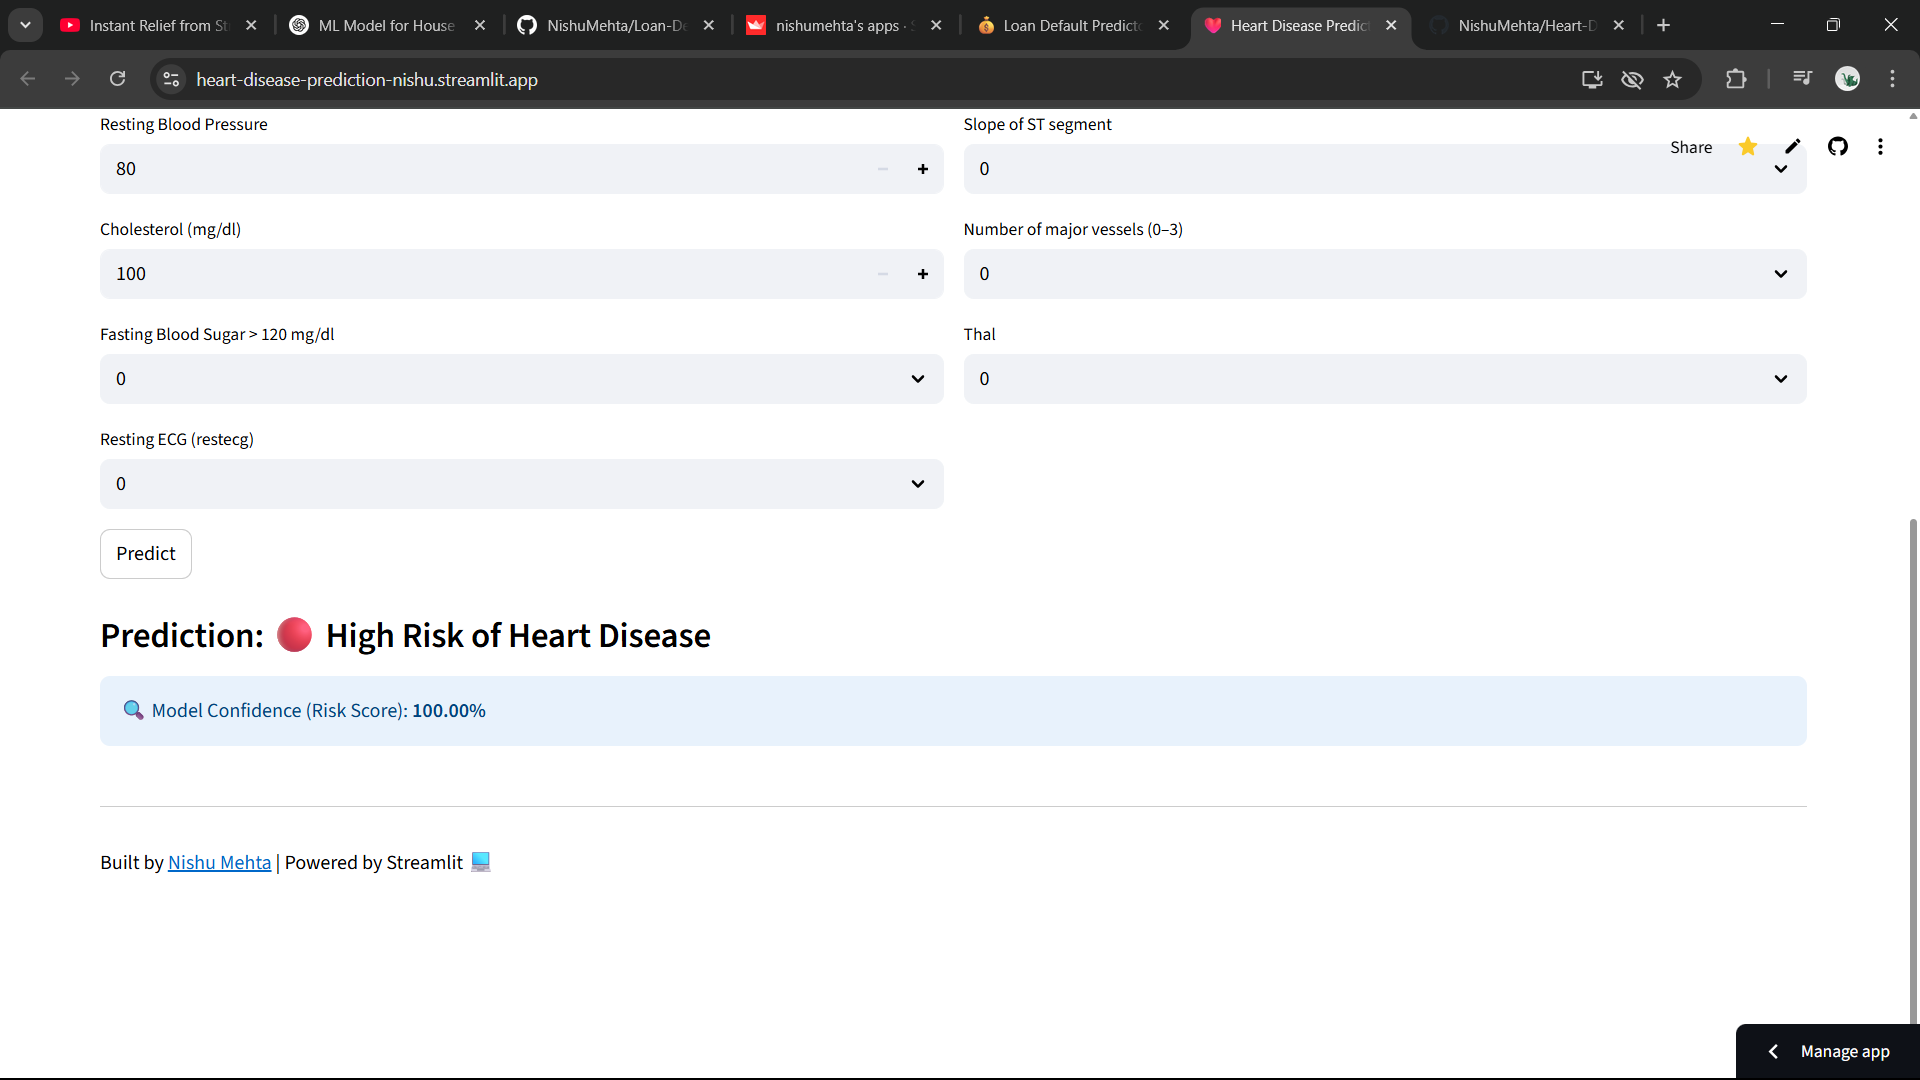 Instant Relief from St
ML Model for House
NishuMehta/Loan-De
nishumehta's apps · S
Loan Default Predicto
Heart Disease Predict
NishuMehta/Heart-D
heart-disease-prediction-nishu.streamlit.app
Share
Resting Blood Pressure
80
Cholesterol (mg/dl)
100
Fasting Blood Sugar > 120 mg/dl
0
Resting ECG (restecg)
0
Slope of ST segment
0
Number of major vessels (0–3)
0
Thal
0
Predict
Prediction: 🔴 High Risk of Heart Disease
🔍 Model Confidence (Risk Score): 100.00%
Built by Nishu Mehta | Powered by Streamlit 💻
Manage app